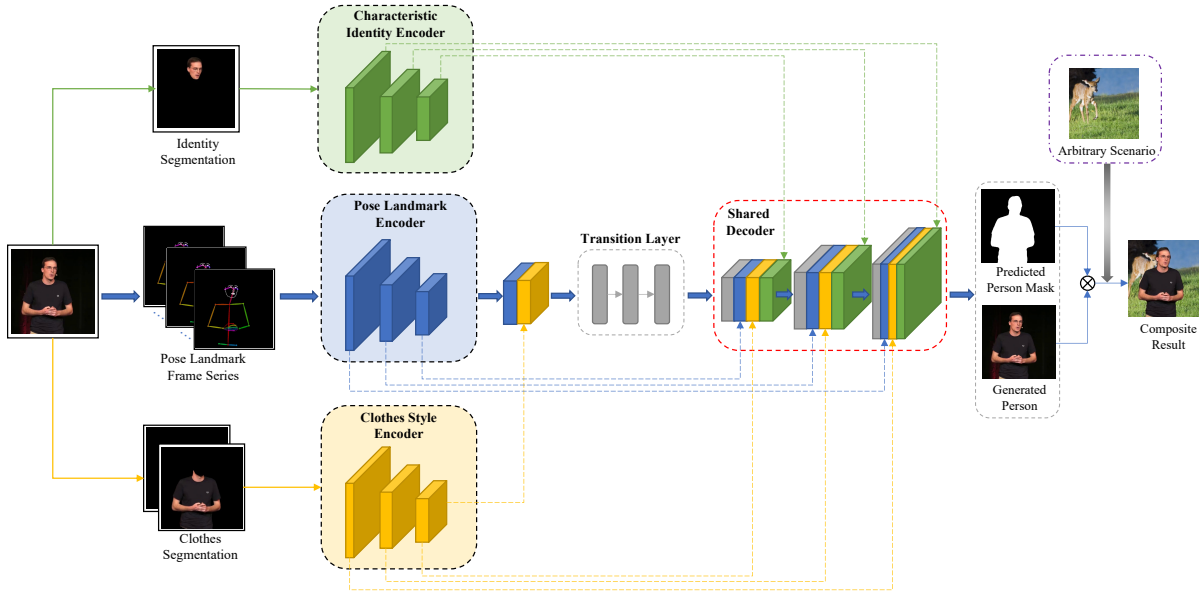 Characteristic
Identity Encoder
Identity
Segmentation
Arbitrary Scenario
Pose Landmark
Encoder
Shared
Decoder
Transition Layer
Predicted
Person Mask
Composite
Result
Pose Landmark
Frame Series
Generated
Person
Clothes Style
Encoder
Clothes
Segmentation